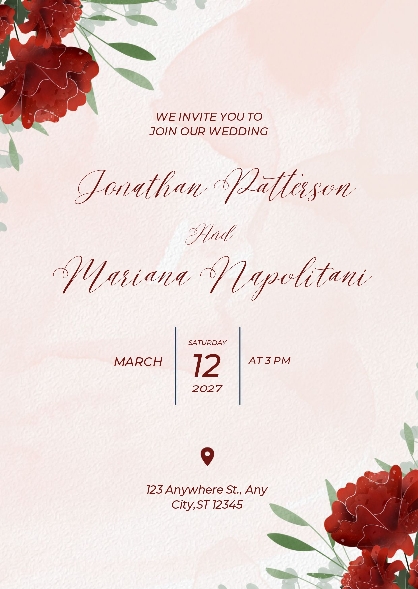 WE INVITE YOU TO
JOIN OUR WEDDING
Jonathan Patterson
And
Mariana Napolitani
MARCH
SATURDAY
12
2027
AT 3 PM
123 Anywhere St., Any
City,ST 12345